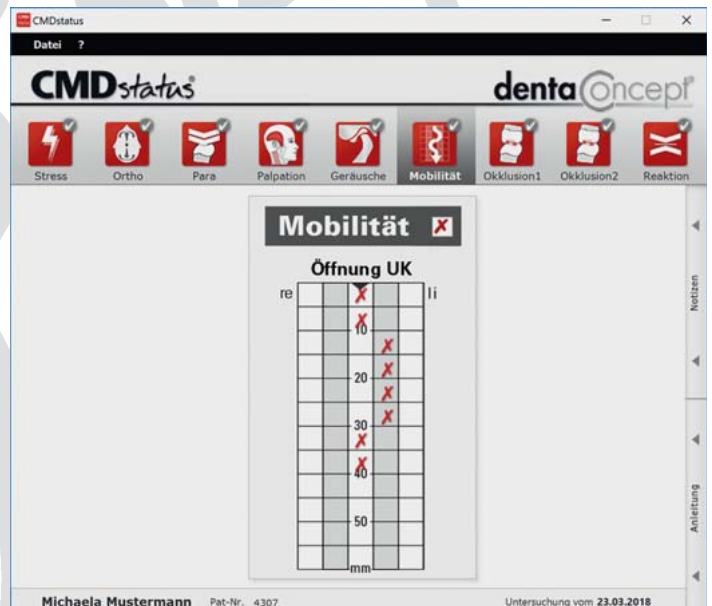 CMDstatus
Datei ?
CMDstatus
dentaConcept
Stress Ortho Para Palpation Geräusche Mobilität Okklusion1 Okklusion2 Reaktion
Mobilität
Öffnung UK
re li
10
20
30
40
50
mm
Notizen
Anleitung
Michaela Mustermann Pat-Nr. 4307 Untersuchung vom 23.03.2018